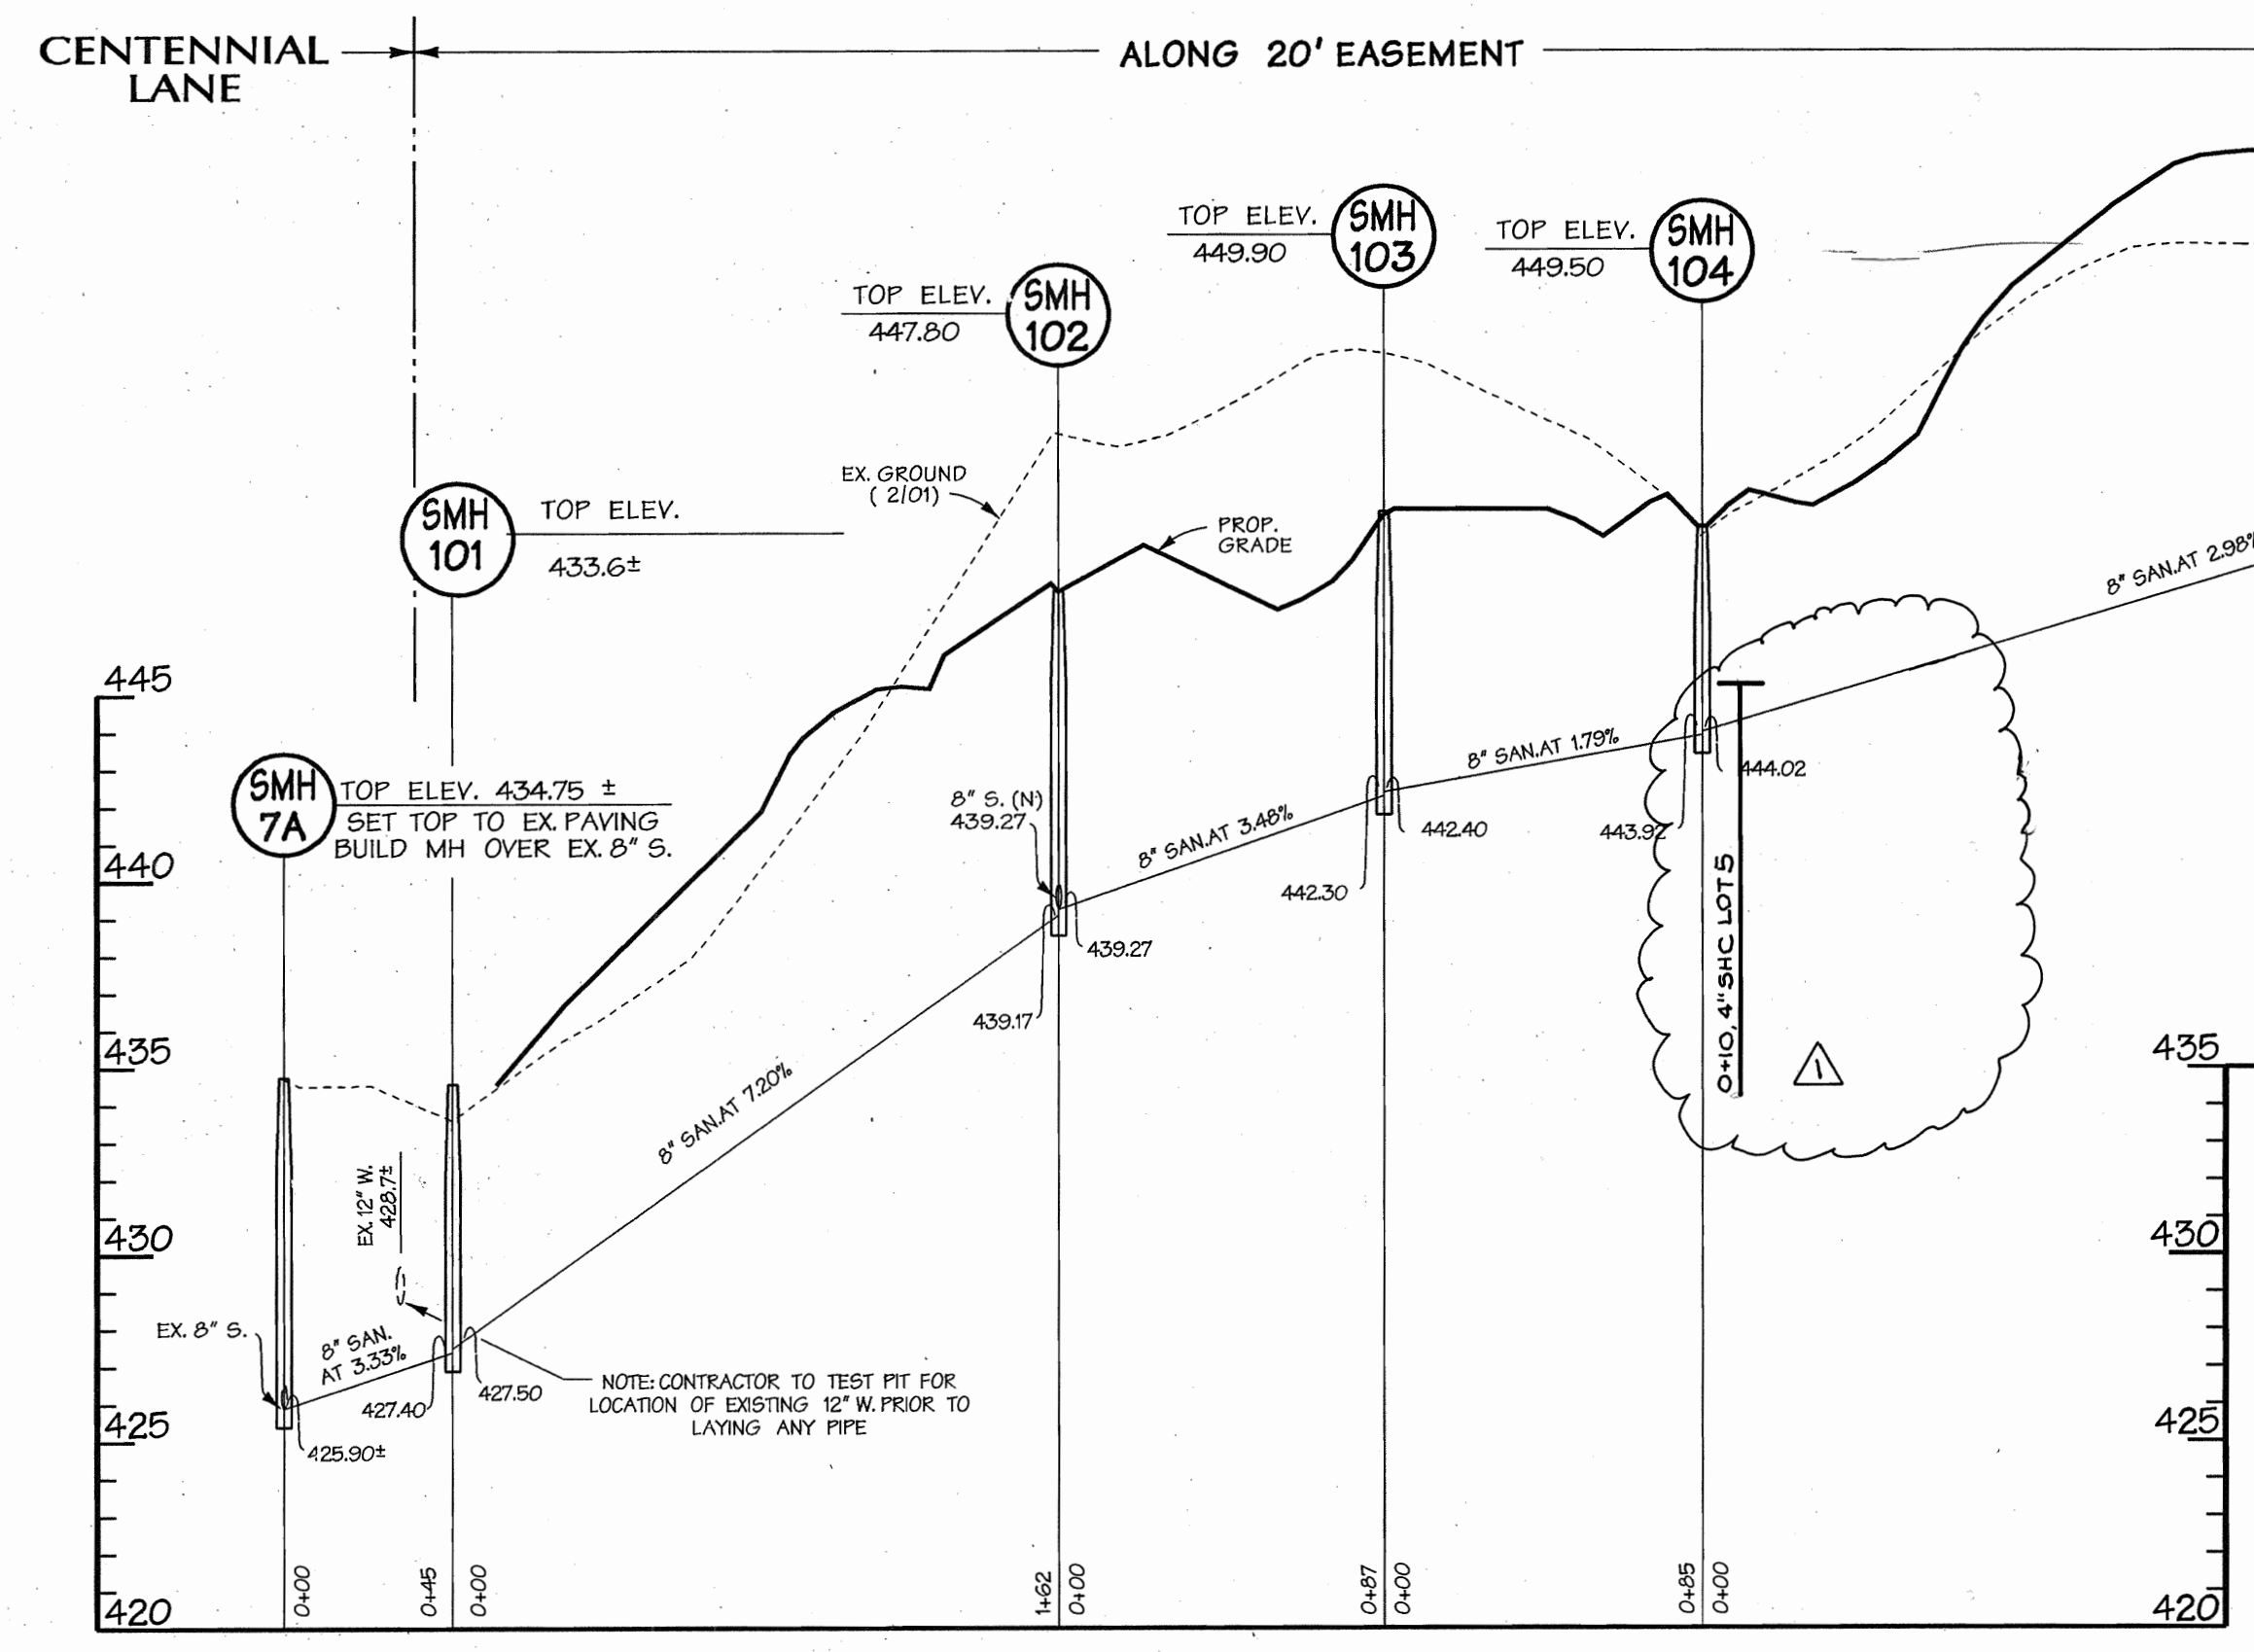 CENTENNIAL
LANE
ALONG 20' EASEMENT
SMH
103
TOP ELEV.
449.90
SMH
104
TOP ELEV.
449.50
SMH
102
TOP ELEV.
447.80
SMH
101
TOP ELEV.
433.6±
EX. GROUND
( 2/01)
PROP.
GRADE
8" SAN.AT 2.98%
SMH
7A
TOP ELEV. 434.75 ±
SET TOP TO EX. PAVING
BUILD MH OVER EX. 8" S.
8" S. (N)
439.27
8" SAN.AT 3.48%
8" SAN.AT 1.79%
444.02
443.92
442.40
442.30
439.27
439.17
0+10, 4"SHC LOT 5
1
8" SAN.AT 7.20%
EX. 12" W.
428.7±
EX. 8" S.
8" SAN.
AT 3.33%
427.40
427.50
425.90±
NOTE: CONTRACTOR TO TEST PIT FOR
LOCATION OF EXISTING 12" W. PRIOR TO
LAYING ANY PIPE
445
440
435
430
425
420
435
430
425
420
0+00
0+45
0+00
1+62
0+00
0+87
0+00
0+85
0+00